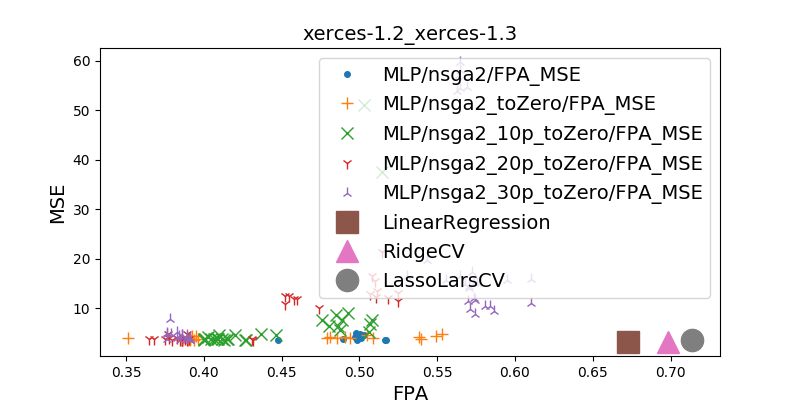 xerces-1.2_xerces-1.3
MSE
60
50
40
30
20
10
MLP/nsga2/FPA_MSE
MLP/nsga2_toZero/FPA_MSE
MLP/nsga2_10p_toZero/FPA_MSE
MLP/nsga2_20p_toZero/FPA_MSE
MLP/nsga2_30p_toZero/FPA_MSE
LinearRegression
RidgeCV
LassoLarsCV
0.35 0.40 0.45 0.50 0.55 0.60 0.65 0.70
FPA